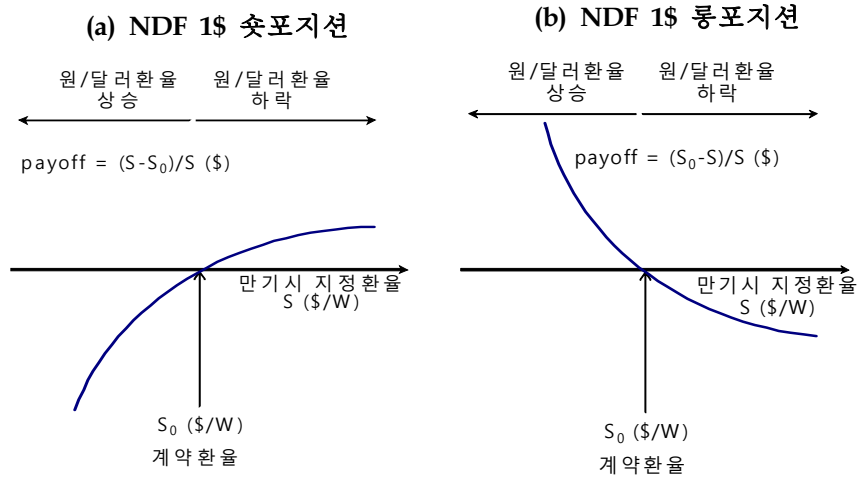 (a) NDF 1$ 숏포지션
원/달러환율
상승
원/달러환율
하락
payoff = (S-S₀)/S ($)
만기시 지정환율
S ($/W)
S₀ ($/W)
계약환율
(b) NDF 1$ 롱포지션
원/달러환율
상승
원/달러환율
하락
payoff = (S₀-S)/S ($)
만기시 지정환율
S ($/W)
S₀ ($/W)
계약환율